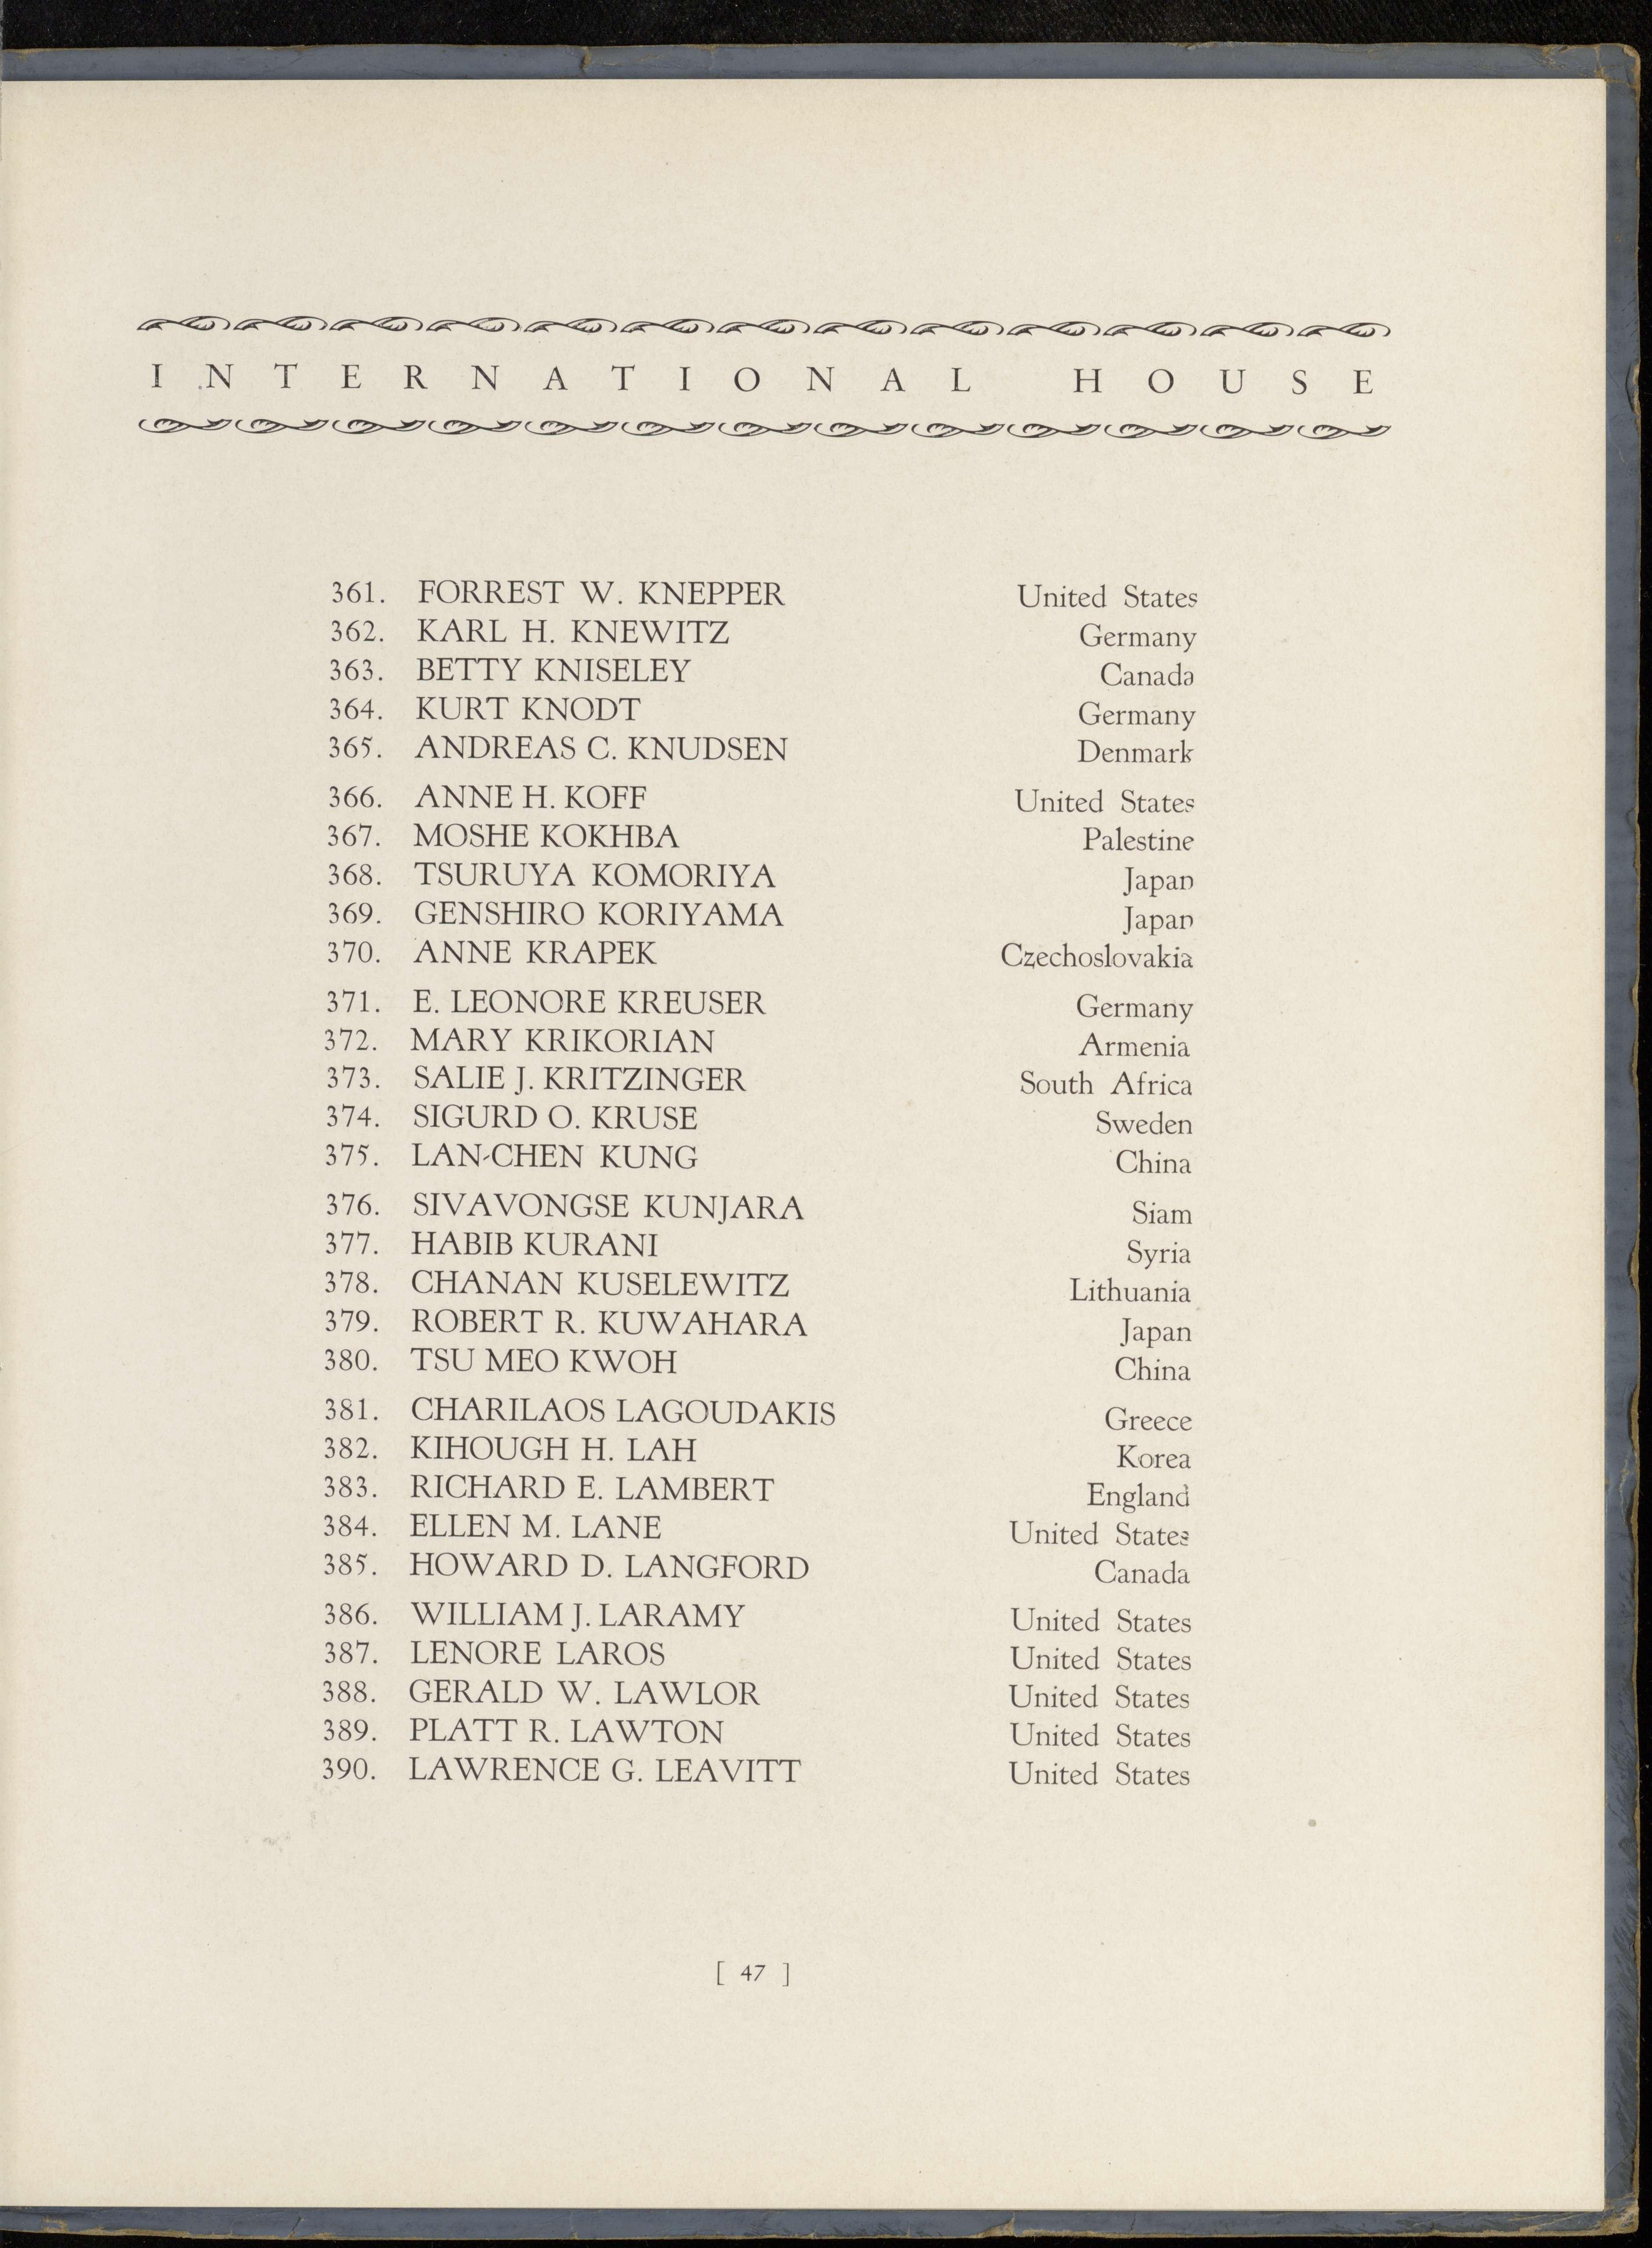 INTERNATIONAL HOUSE
361. FORREST W. KNEPPER United States
362. KARL H. KNEWITZ Germany
363. BETTY KNISELEY Canada
364. KURT KNODT Germany
365. ANDREAS C. KNUDSEN Denmark
366. ANNE H. KOFF United States
367. MOSHE KOKHBA Palestine
368. TSURUYA KOMORIYA Japan
369. GENSHIRO KORIYAMA Japan
370. ANNE KRAPEK Czechoslovakia
371. E. LEONORE KREUSER Germany
372. MARY KRIKORIAN Armenia
373. SALIE J. KRITZINGER South Africa
374. SIGURD O. KRUSE Sweden
375. LAN-CHEN KUNG China
376. SIVAVONGSE KUNJARA Siam
377. HABIB KURANI Syria
378. CHANAN KUSELEWITZ Lithuania
379. ROBERT R. KUWAHARA Japan
380. TSU MEO KWOH China
381. CHARILAOS LAGOUDAKIS Greece
382. KIHOUGH H. LAH Korea
383. RICHARD E. LAMBERT England
384. ELLEN M. LANE United States
385. HOWARD D. LANGFORD Canada
386. WILLIAM J. LARAMY United States
387. LENORE LAROS United States
388. GERALD W. LAWLOR United States
389. PLATT R. LAWTON United States
390. LAWRENCE G. LEAVITT United States
[ 47 ]